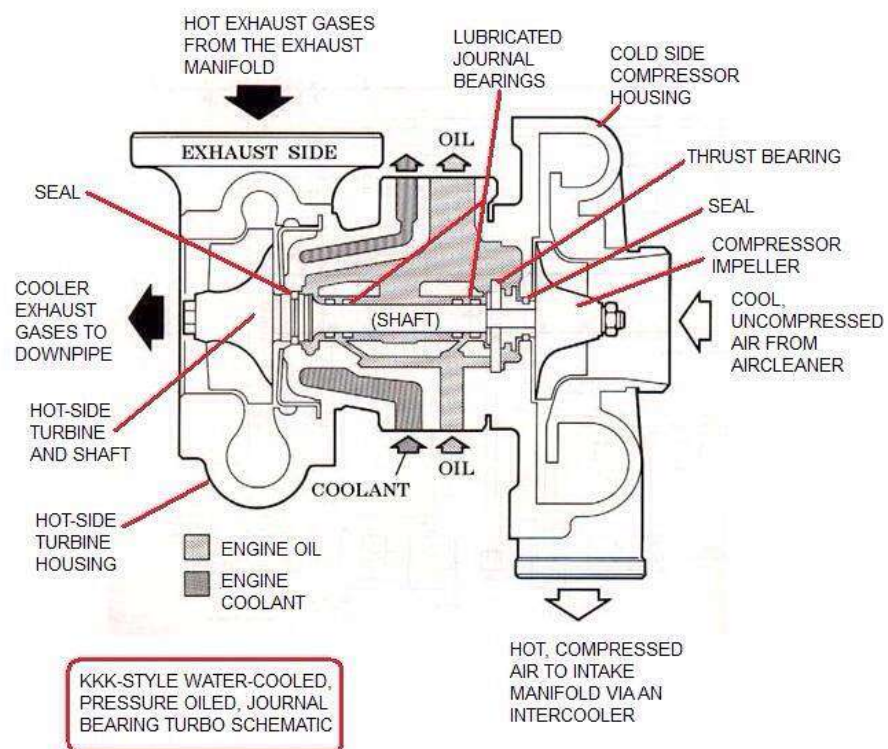 HOT EXHAUST GASES
FROM THE EXHAUST
MANIFOLD
LUBRICATED
JOURNAL
BEARINGS
COLD SIDE
COMPRESSOR
HOUSING
EXHAUST SIDE
OIL
THRUST BEARING
SEAL
SEAL
COMPRESSOR
IMPELLER
COOLER
EXHAUST
GASES TO
DOWNPIPE
(SHAFT)
COOL,
UNCOMPRESSED
AIR FROM
AIRCLEANER
HOT-SIDE
TURBINE
AND SHAFT
OIL
COOLANT
HOT-SIDE
TURBINE
HOUSING
ENGINE OIL
ENGINE
COOLANT
HOT, COMPRESSED
AIR TO INTAKE
MANIFOLD VIA AN
INTERCOOLER
KKK-STYLE WATER-COOLED,
PRESSURE OILED, JOURNAL
BEARING TURBO SCHEMATIC